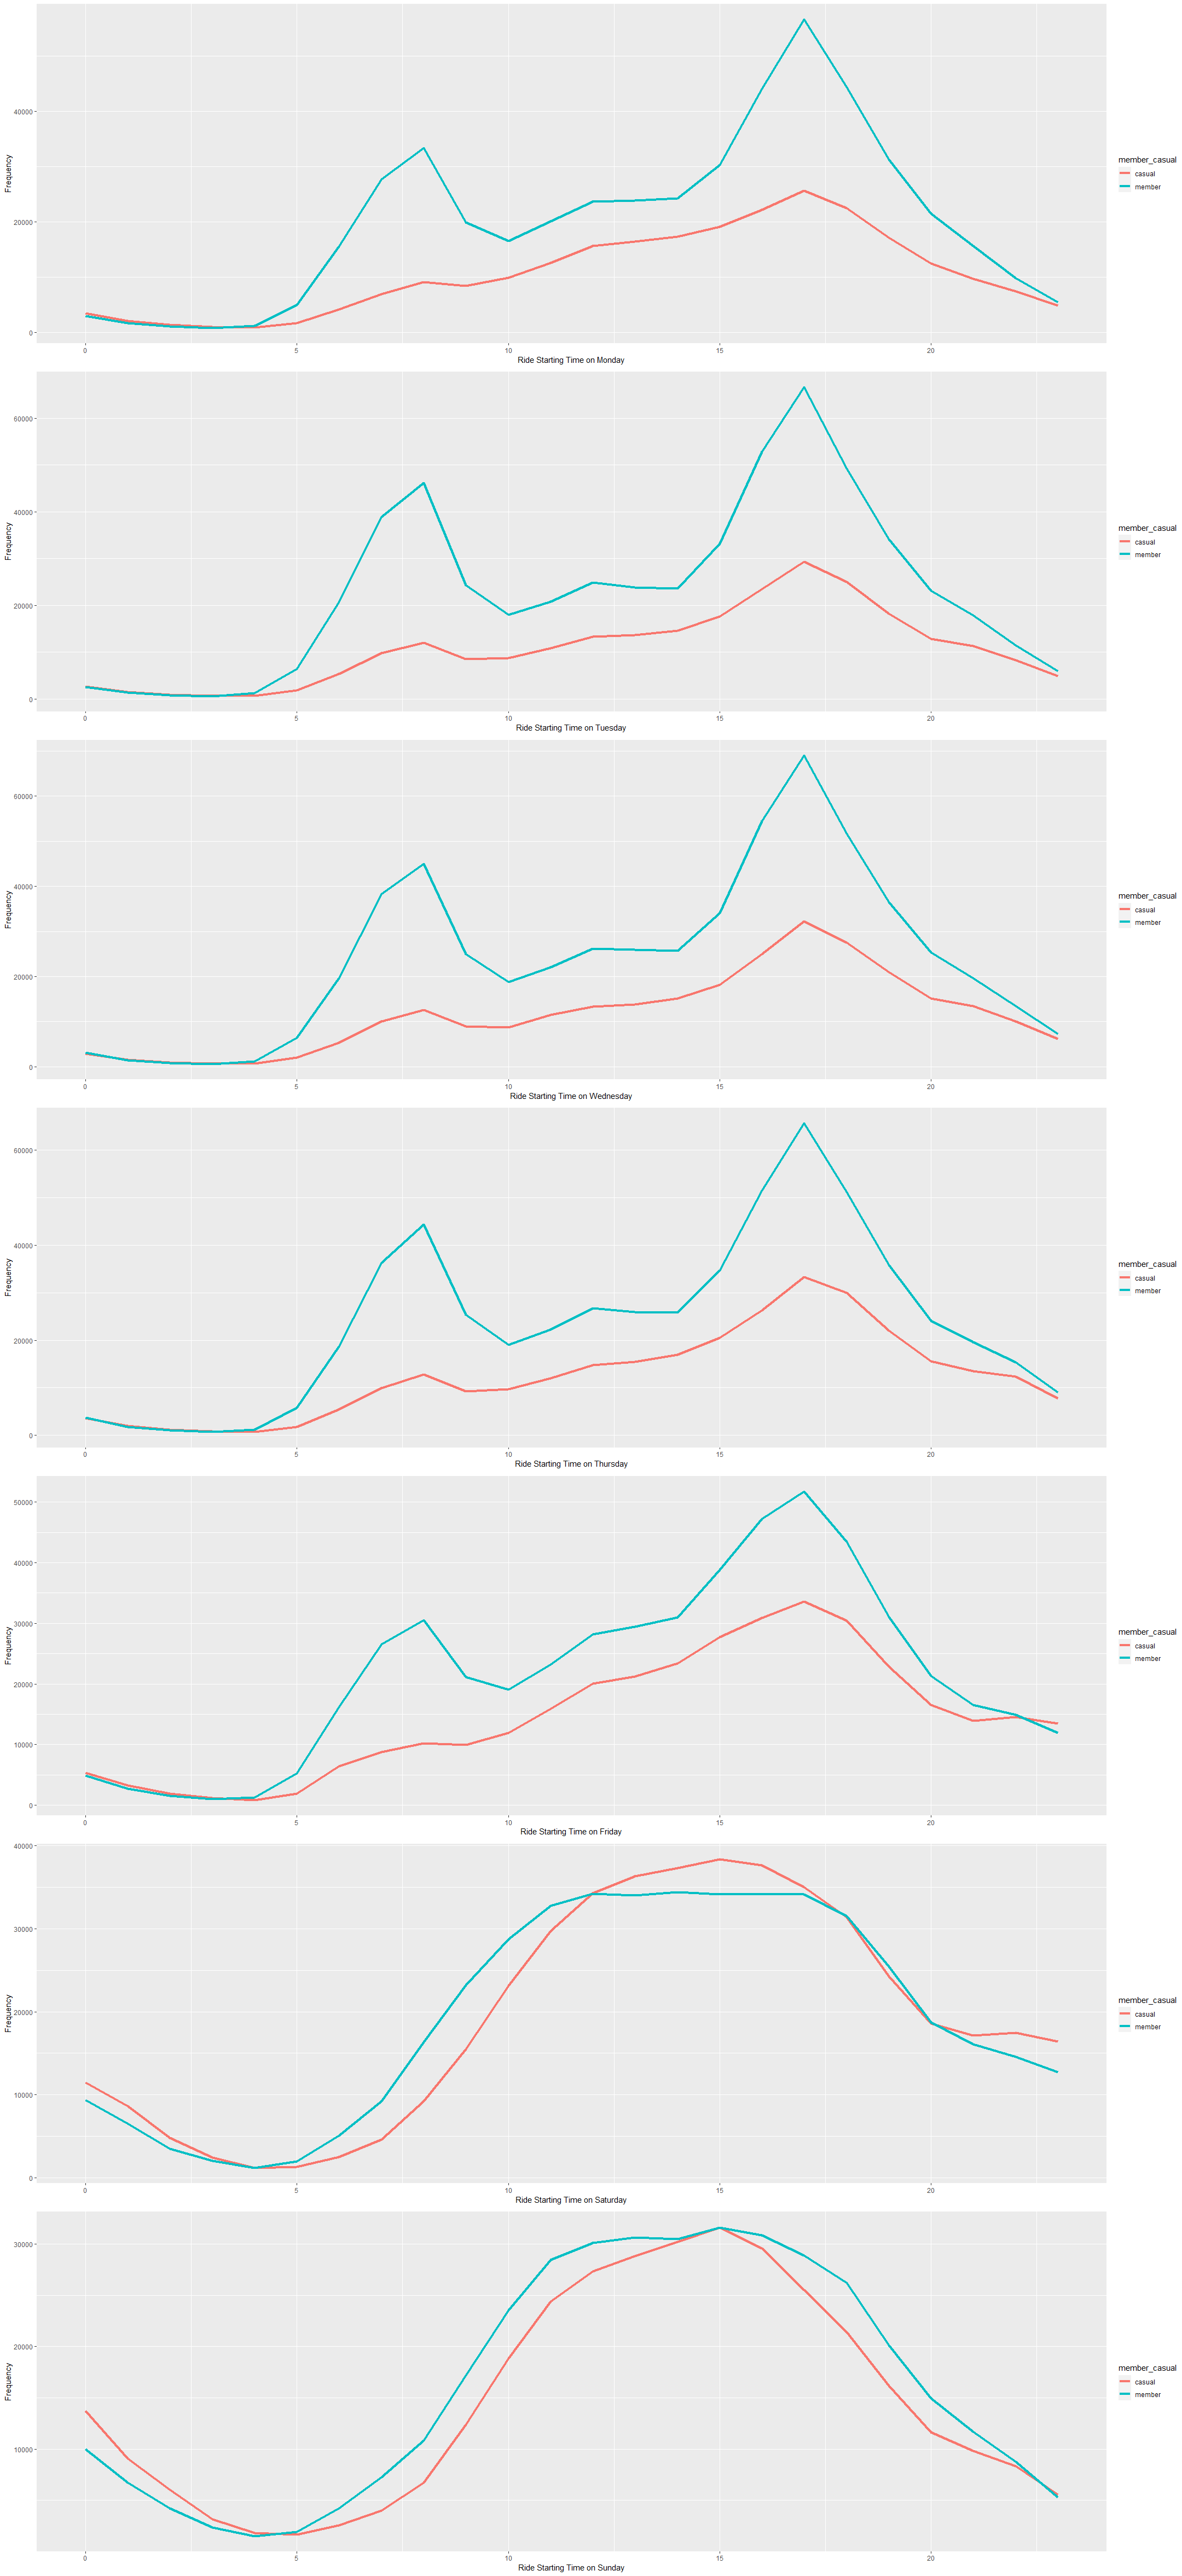 40000
20000
0
Frequency
0 5 10 15 20
Ride Starting Time on Monday
member_casual
casual
member
60000
40000
20000
0
Frequency
0 5 10 15 20
Ride Starting Time on Tuesday
member_casual
casual
member
60000
40000
20000
0
Frequency
0 5 10 15 20
Ride Starting Time on Wednesday
member_casual
casual
member
60000
40000
20000
0
Frequency
0 5 10 15 20
Ride Starting Time on Thursday
member_casual
casual
member
50000
40000
30000
20000
10000
0
Frequency
0 5 10 15 20
Ride Starting Time on Friday
member_casual
casual
member
40000
30000
20000
10000
0
Frequency
0 5 10 15 20
Ride Starting Time on Saturday
member_casual
casual
member
30000
20000
10000
Frequency
0 5 10 15 20
Ride Starting Time on Sunday
member_casual
casual
member